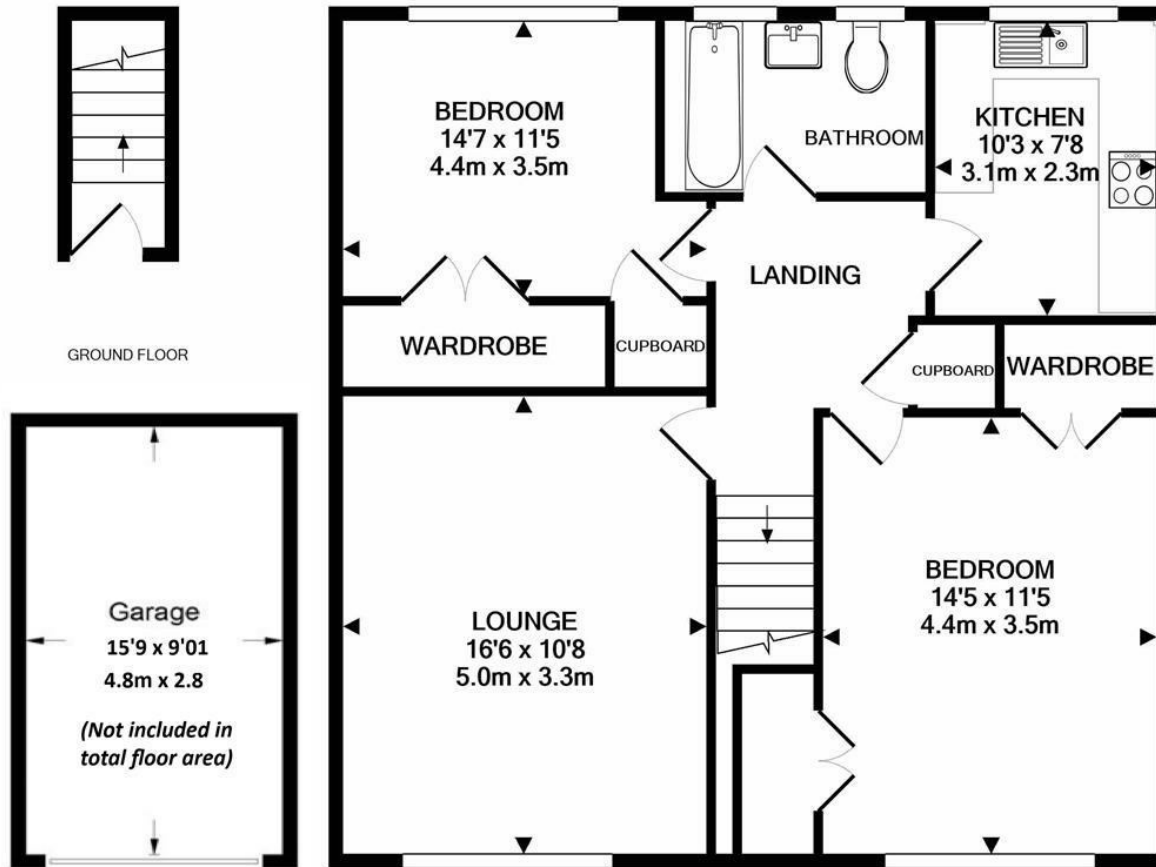 GROUND FLOOR
Garage
15'9 x 9'01
4.8m x 2.8
(Not included in
total floor area)
BEDROOM
14'7 x 11'5
4.4m x 3.5m
BATHROOM
KITCHEN
10'3 x 7'8
3.1m x 2.3m
LANDING
WARDROBE
CUPBOARD
CUPBOARD
WARDROBE
LOUNGE
16'6 x 10'8
5.0m x 3.3m
BEDROOM
14'5 x 11'5
4.4m x 3.5m